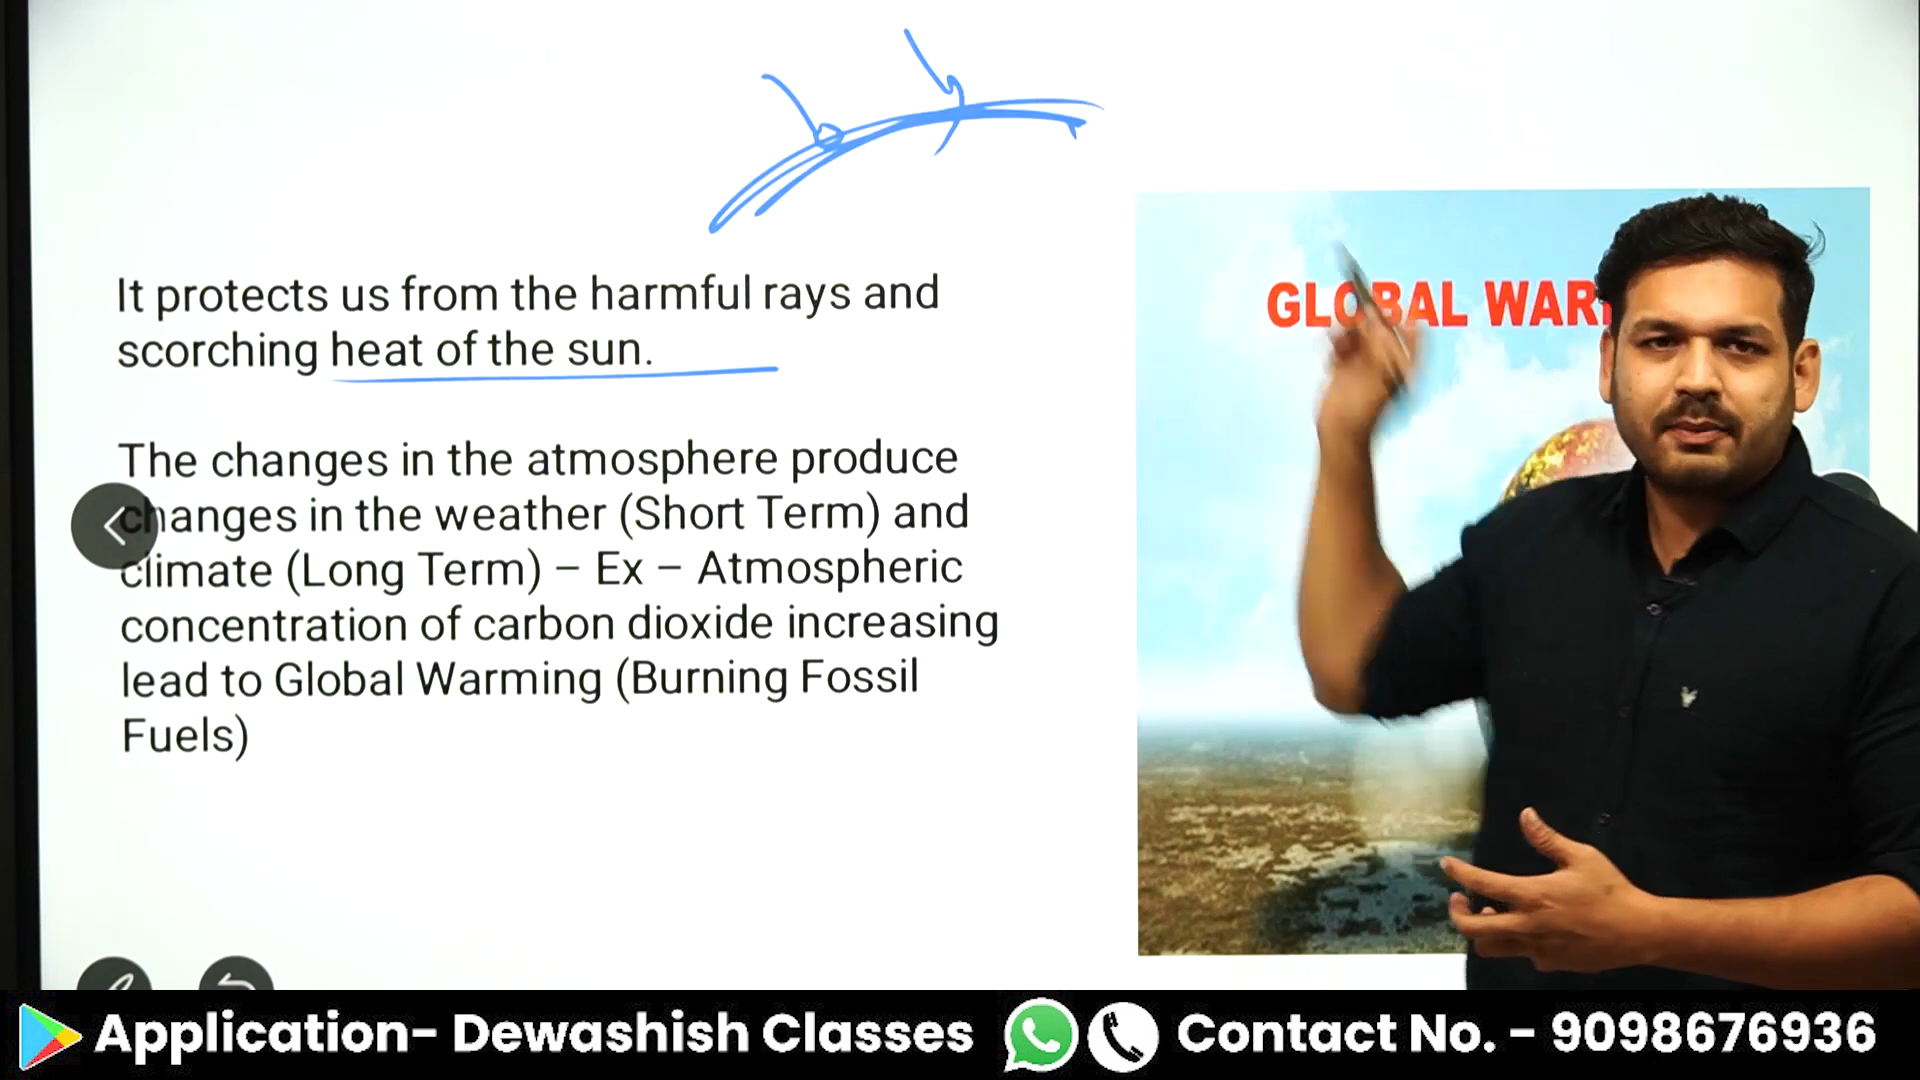 It protects us from the harmful rays and
scorching heat of the sun.
The changes in the atmosphere produce
changes in the weather (Short Term) and
climate (Long Term) – Ex – Atmospheric
concentration of carbon dioxide increasing
lead to Global Warming (Burning Fossil
Fuels)
GLOBAL WAR
Application- Dewashish Classes
Contact No. - 9098676936